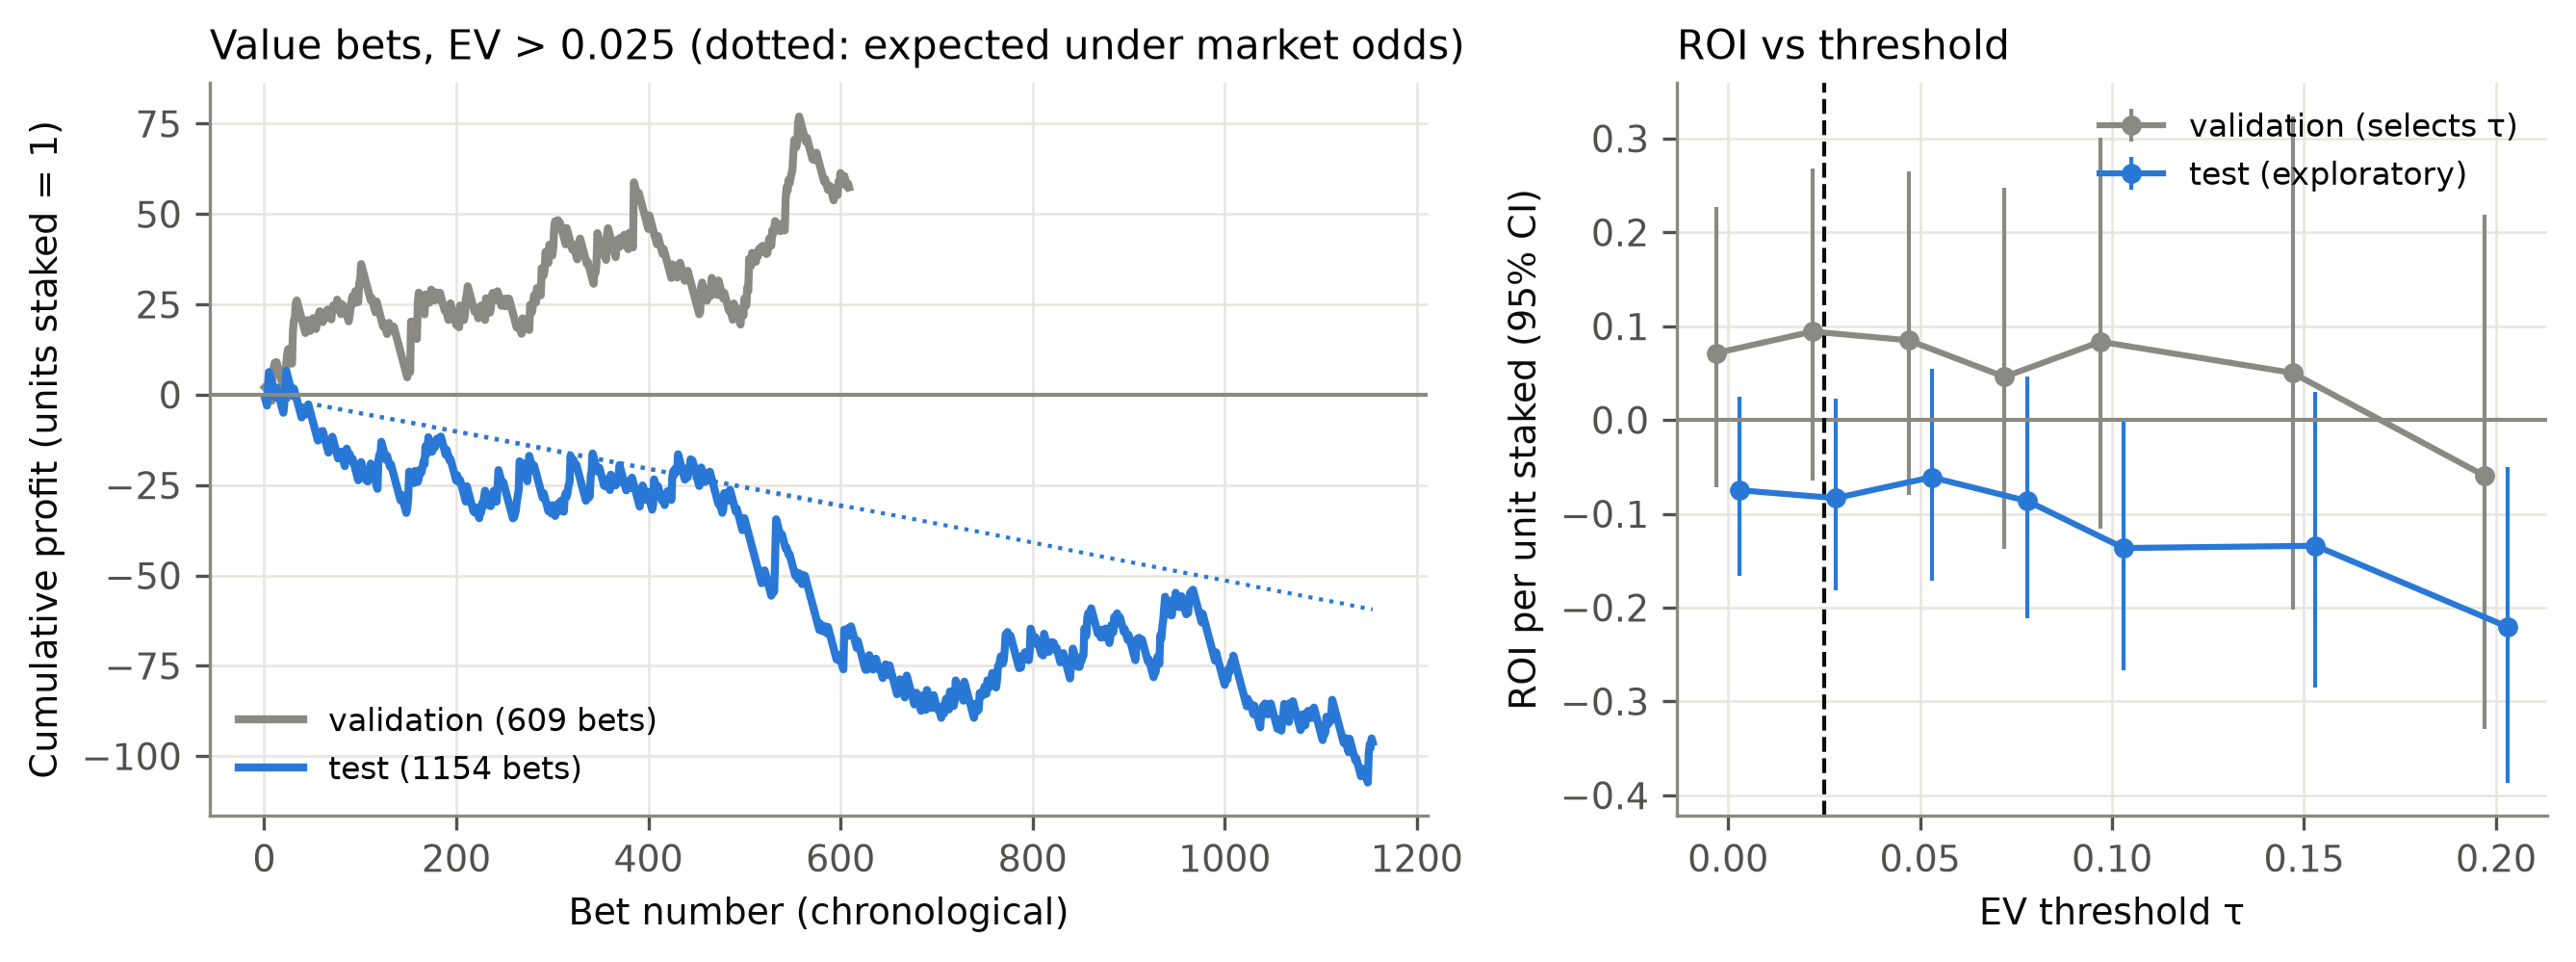 Value bets, EV > 0.025 (dotted: expected under market odds)
Cumulative profit (units staked = 1)
75
50
25
0
−25
−50
−75
−100
validation (609 bets)
test (1154 bets)
0
200
400
600
800
1000
1200
Bet number (chronological)
ROI vs threshold
ROI per unit staked (95% CI)
0.3
0.2
0.1
0.0
−0.1
−0.2
−0.3
−0.4
validation (selects τ)
test (exploratory)
0.00
0.05
0.10
0.15
0.20
EV threshold τ